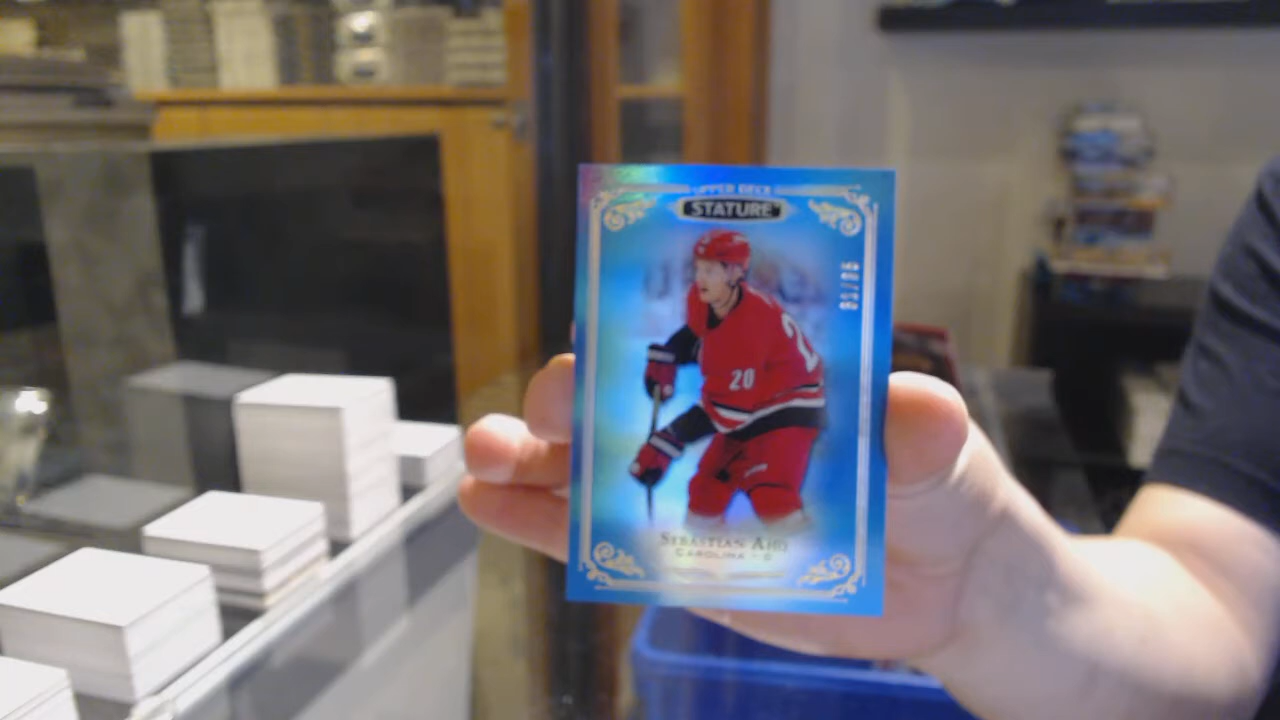 UPPER DECK
STATURE
20
SEBASTIAN AHO
CAROLINA - C